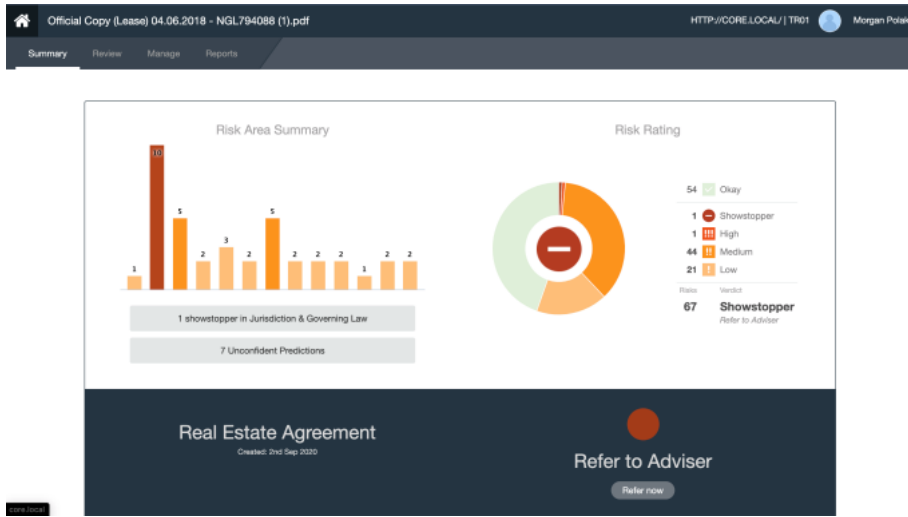 Official Copy (Lease) 04.06.2018 - NGL794088 (1).pdf
HTTP://CORE.LOCAL/ | TR01
Morgan Polak
Summary
Review
Manage
Reports
Risk Area Summary
10
1
5
2
3
2
5
2
2
2
1
2
2
1 showstopper in Jurisdiction & Governing Law
7 Unconfident Predictions
Risk Rating
54 Okay
1 Showstopper
1 !!! High
44 !! Medium
21 ! Low
Risks Verdict
67 Showstopper
Refer to Adviser
Real Estate Agreement
Created: 2nd Sep 2020
Refer to Adviser
Refer now
core.local